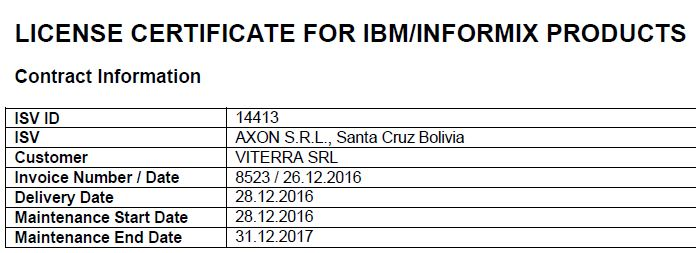 LICENSE CERTIFICATE FOR IBM/INFORMIX PRODUCTS
Contract Information
ISV ID 14413
ISV AXON S.R.L., Santa Cruz Bolivia
Customer VITERRA SRL
Invoice Number / Date 8523 / 26.12.2016
Delivery Date 28.12.2016
Maintenance Start Date 28.12.2016
Maintenance End Date 31.12.2017